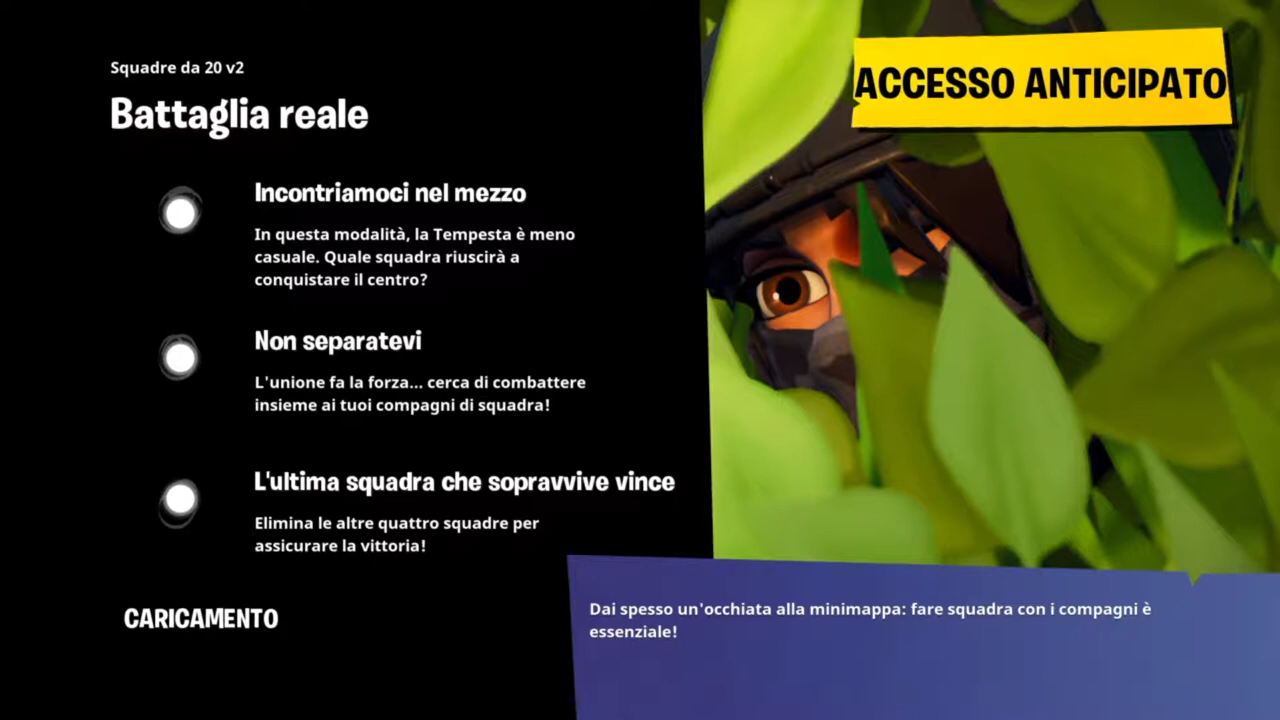 Squadre da 20 v2
Battaglia reale
Incontriamoci nel mezzo
In questa modalità, la Tempesta è meno
casuale. Quale squadra riuscirà a
conquistare il centro?
Non separatevi
L'unione fa la forza... cerca di combattere
insieme ai tuoi compagni di squadra!
L'ultima squadra che sopravvive vince
Elimina le altre quattro squadre per
assicurare la vittoria!
CARICAMENTO
ACCESSO ANTICIPATO
Dai spesso un'occhiata alla minimappa: fare squadra con i compagni è
essenziale!